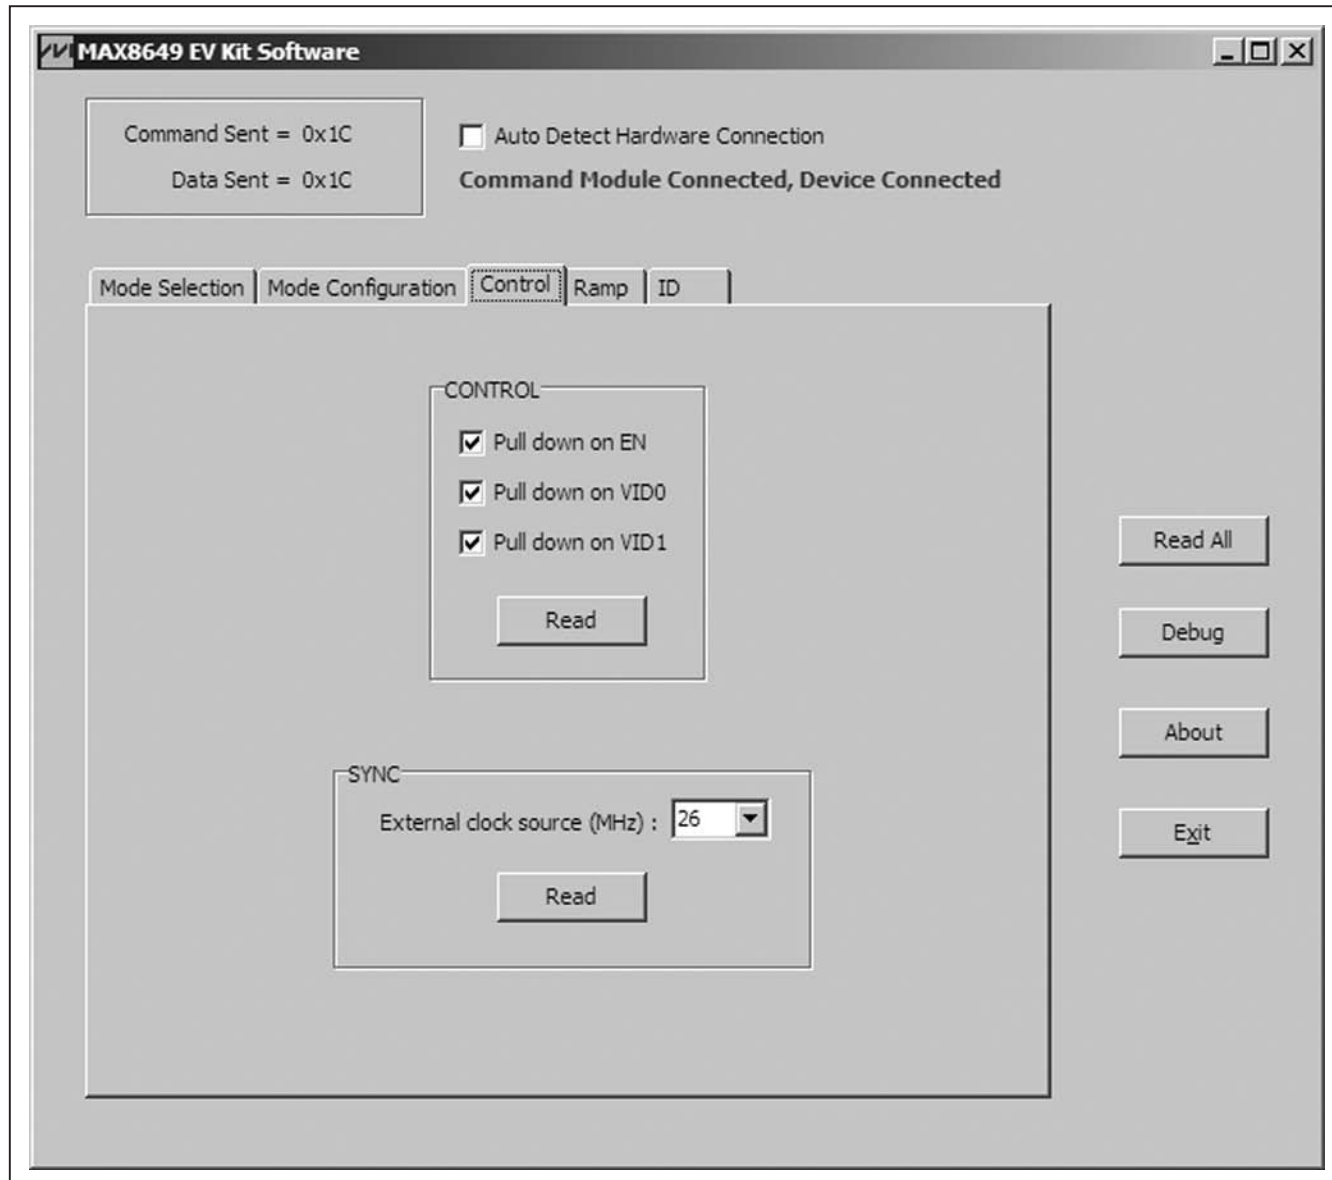 MAX8649 EV Kit Software
Command Sent = 0x1C
Data Sent = 0x1C
Auto Detect Hardware Connection
Command Module Connected, Device Connected
Mode Selection Mode Configuration Control Ramp ID
CONTROL
Pull down on EN
Pull down on VID0
Pull down on VID1
Read
SYNC
External clock source (MHz) : 26
Read
Read All
Debug
About
Exit